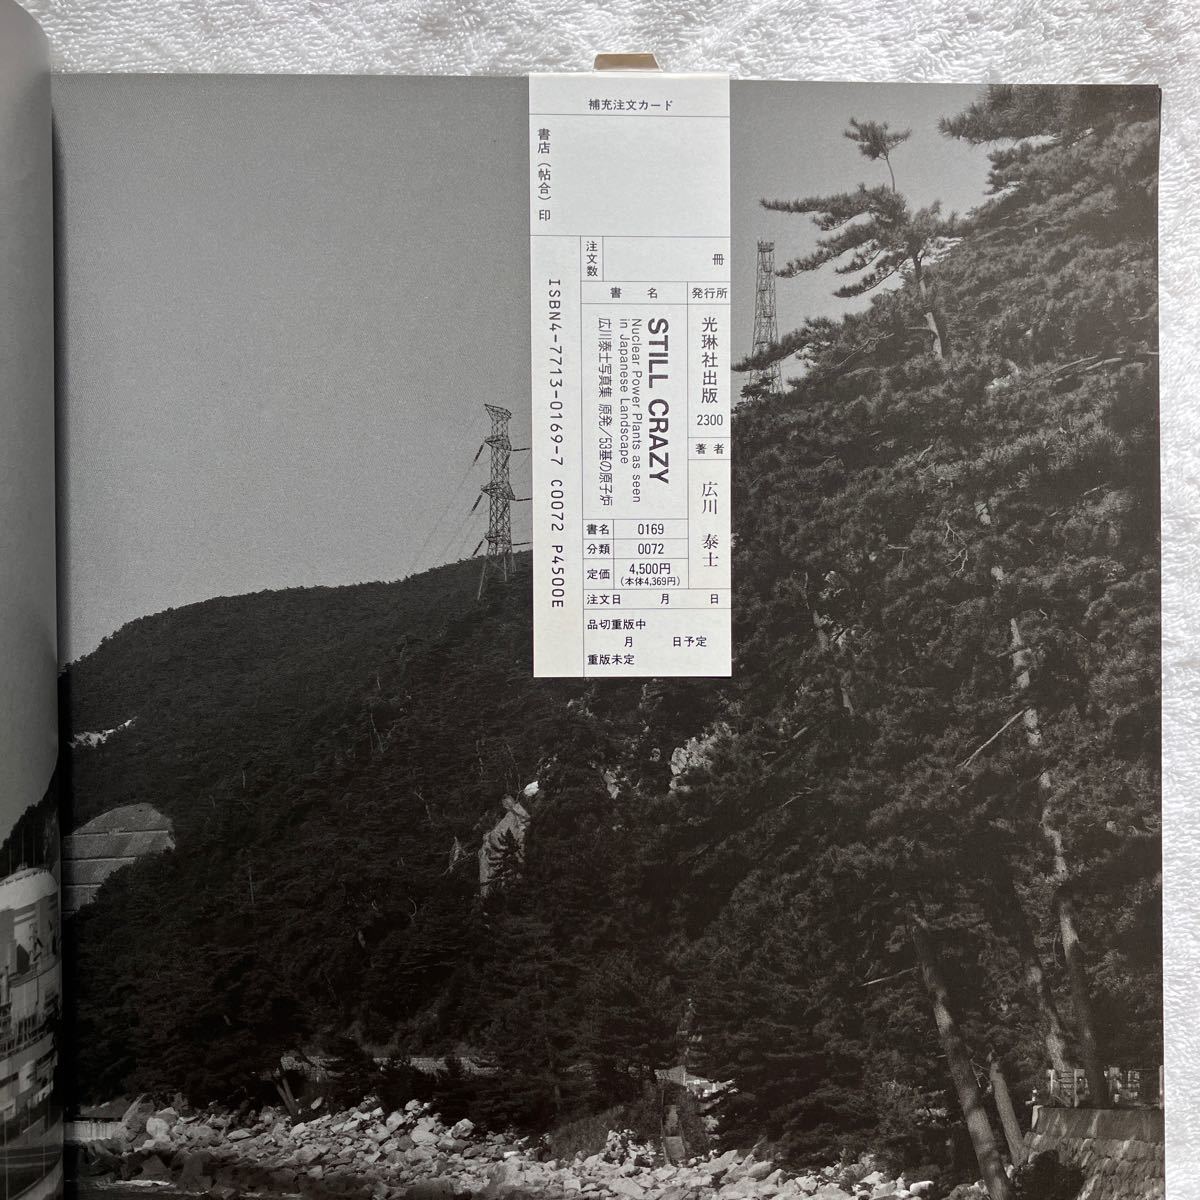 補充注文カード
書店（帖合）印
注文数
冊
書名
発行所
STILL CRAZY
Nuclear Power Plants as seen
in Japanese Landscape
広川泰士写真集 原発／53基の原子炉
光琳社出版
2300
著者
広川 泰士
書名 0169
分類 0072
定価 4,500円
（本体4,369円）
注文日 月 日
品切重版中
月 日予定
重版未定
ISBN4-7713-0169-7 C0072 P4500E